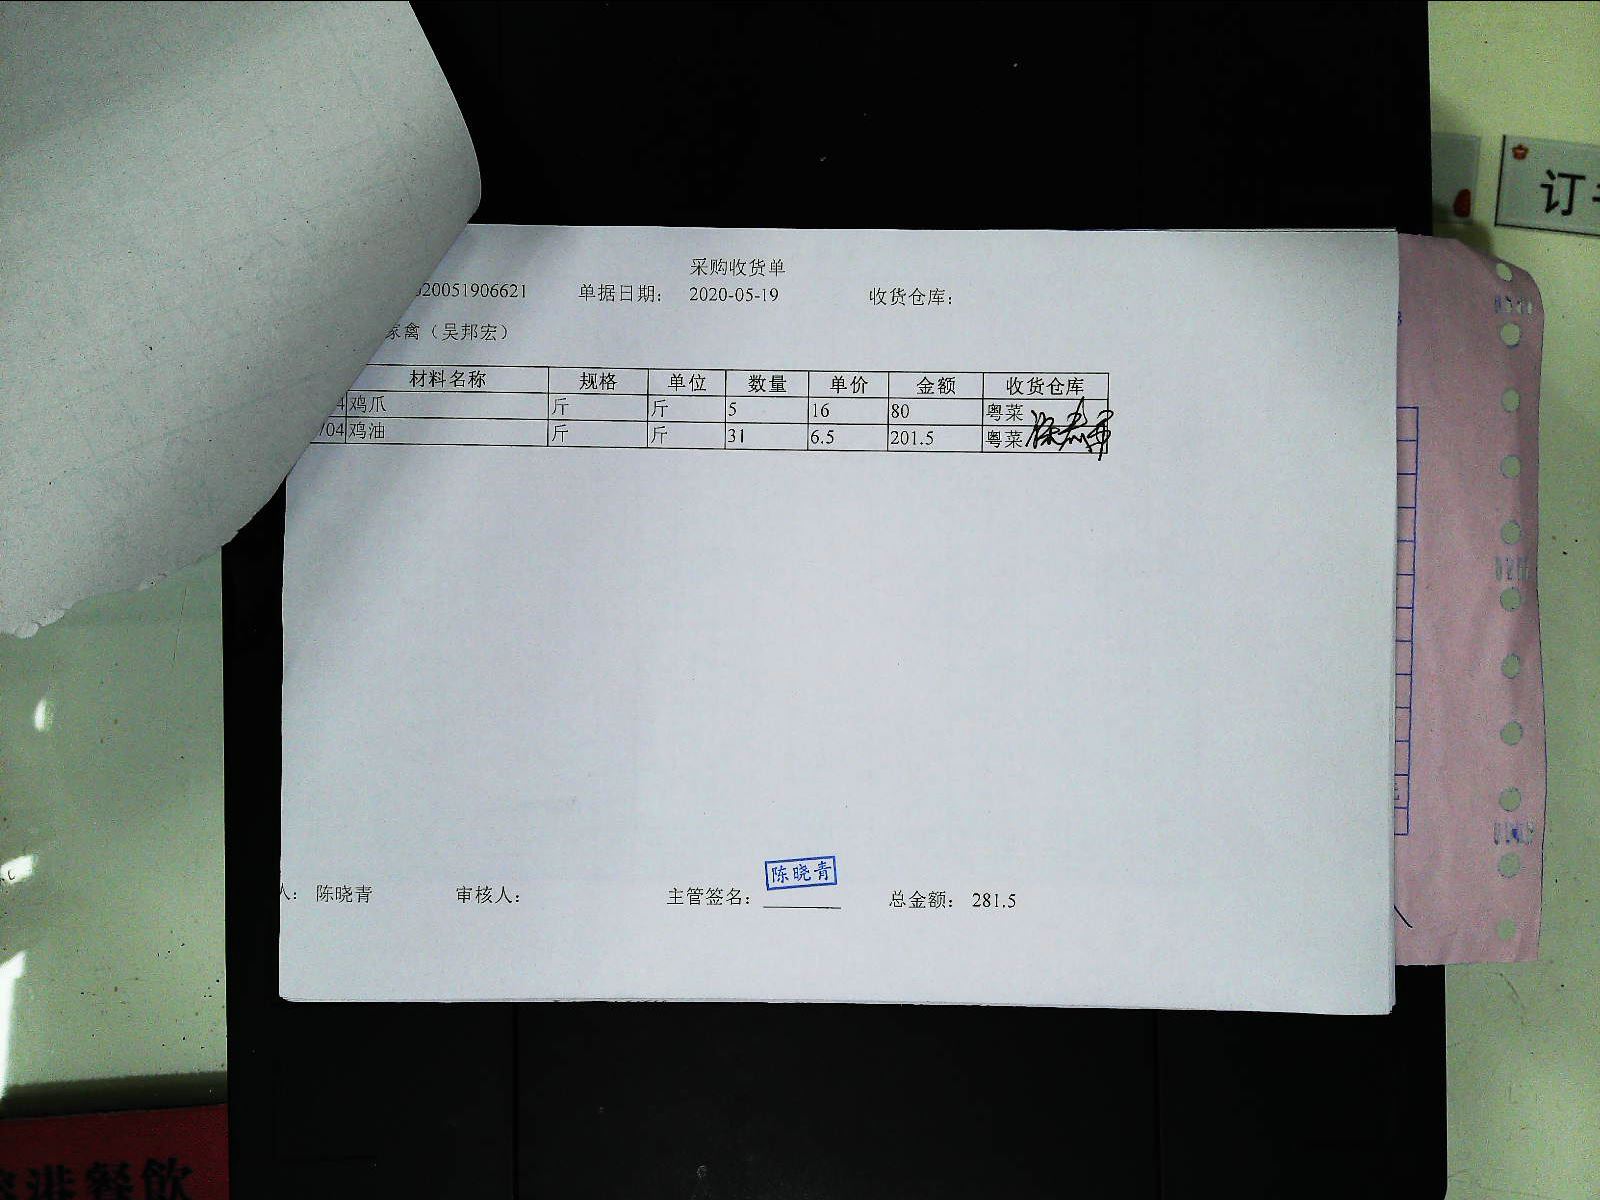 采购收货单
20051906621 单据日期： 2020-05-19 收货仓库：
家禽（吴邦宏）
材料名称 规格 单位 数量 单价 金额 收货仓库
4 鸡爪 斤 斤 5 16 80 粤菜
/04 鸡油 斤 斤 31 6.5 201.5 粤菜
陈晓青
人： 陈晓青 审核人： 主管签名： 总金额： 281.5
订
港餐飲